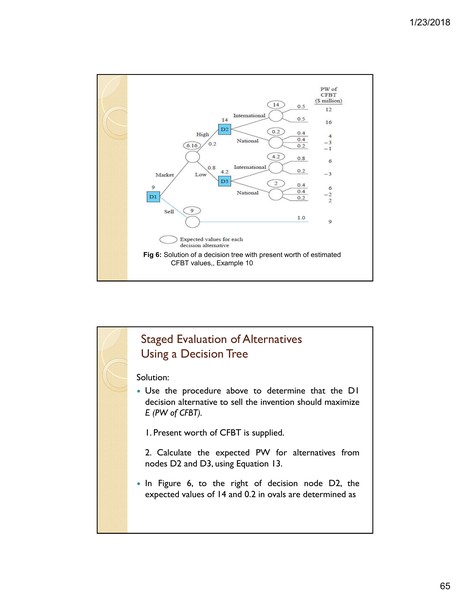 1/23/2018
PW of
CFBT
($ million)
14
0.5
12
International
0.5
16
14
D2
High
0.2
0.4
4
6.16
0.2
National
0.4
−3
0.2
−1
4.2
0.8
6
0.8
4.2
International
0.2
−3
Market
Low
D3
9
2
0.4
6
National
0.4
−2
0.2
2
D1
Sell
9
1.0
9
Expected values for each
decision alternative
Fig 6: Solution of a decision tree with present worth of estimated
CFBT values,, Example 10
Staged Evaluation of Alternatives
Using a Decision Tree
Solution:
Use the procedure above to determine that the D1
decision alternative to sell the invention should maximize
E (PW of CFBT).
1. Present worth of CFBT is supplied.
2. Calculate the expected PW for alternatives from
nodes D2 and D3, using Equation 13.
In Figure 6, to the right of decision node D2, the
expected values of 14 and 0.2 in ovals are determined as
65